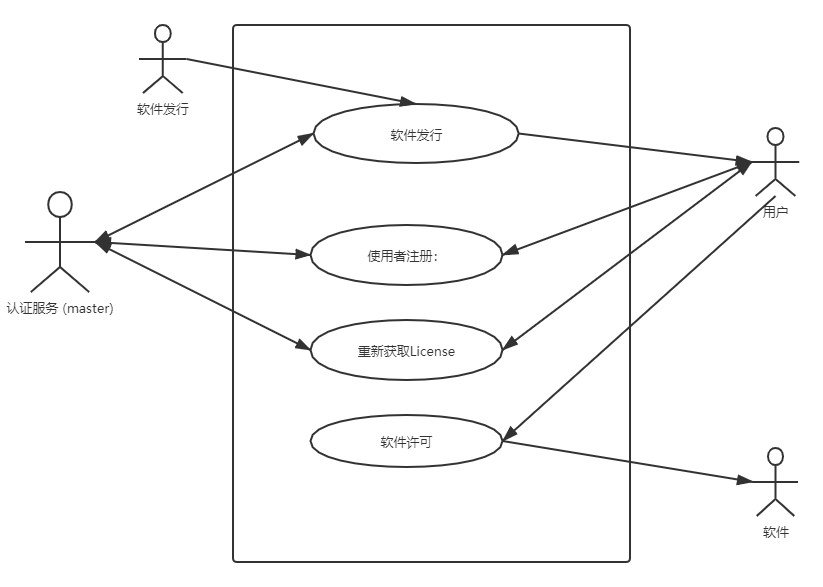 软件发行
软件发行
用户
使用者注册：
认证服务 (master)
重新获取License
软件许可
软件